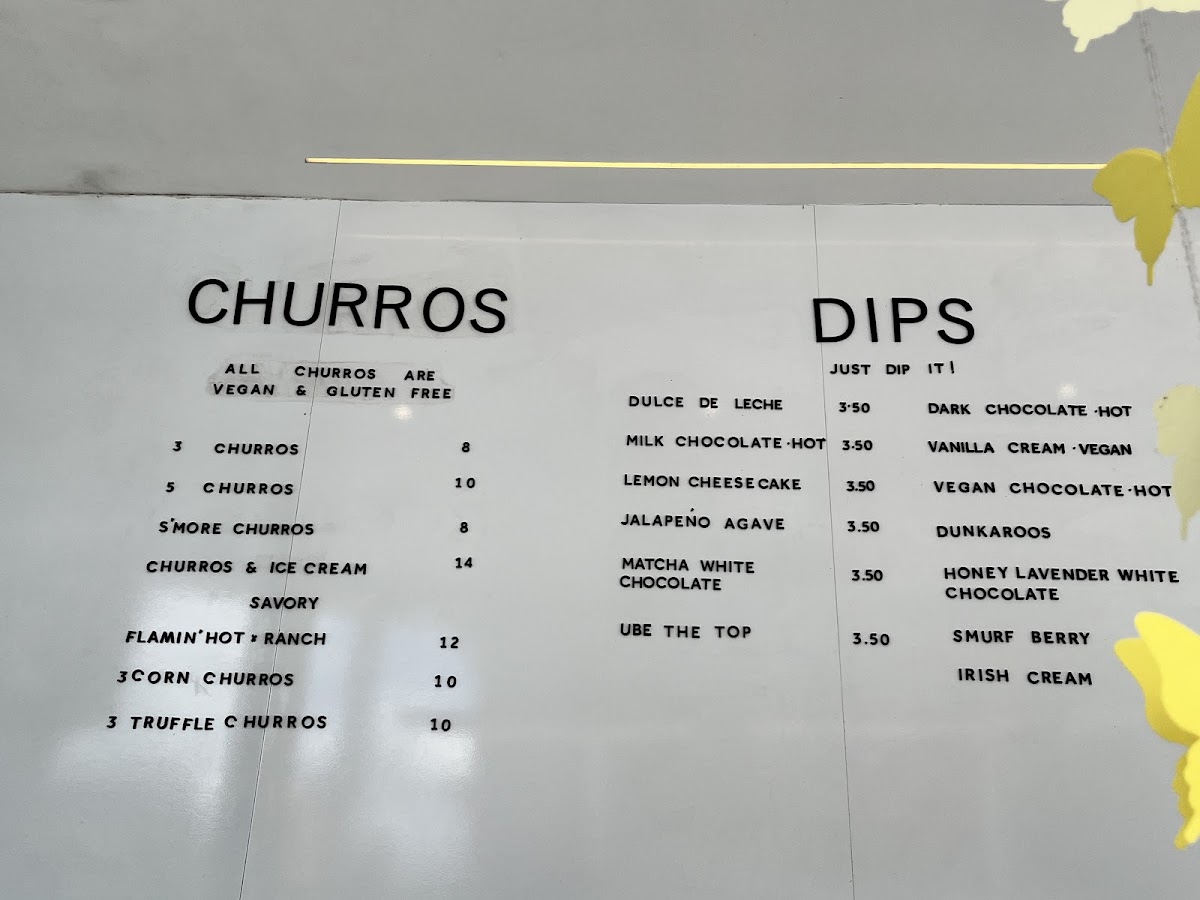 CHURROS
ALL CHURROS ARE
VEGAN & GLUTEN FREE
3 CHURROS 8
5 CHURROS 10
S'MORE CHURROS 8
CHURROS & ICE CREAM 14
SAVORY
FLAMIN' HOT & RANCH 12
3 CORN CHURROS 10
3 TRUFFLE CHURROS 10
DIPS
JUST DIP IT!
DULCE DE LECHE 3.50 DARK CHOCOLATE ·HOT
MILK CHOCOLATE ·HOT 3.50 VANILLA CREAM ·VEGAN
LEMON CHEESECAKE 3.50 VEGAN CHOCOLATE ·HOT
JALAPEÑO AGAVE 3.50 DUNKAROOS
MATCHA WHITE
CHOCOLATE 3.50
HONEY LAVENDER WHITE
CHOCOLATE
UBE THE TOP 3.50 SMURF BERRY
IRISH CREAM